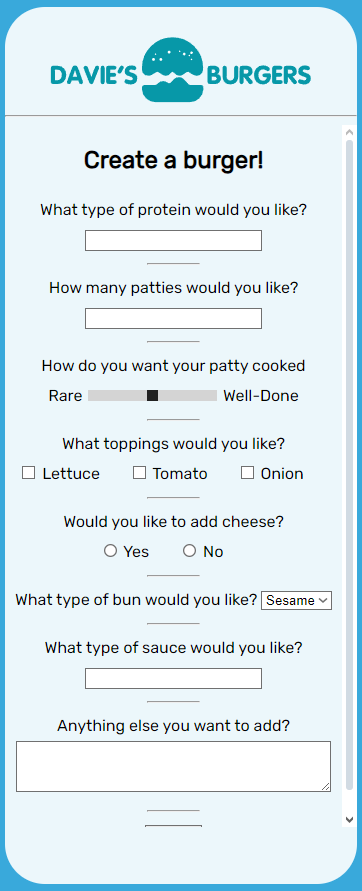 DAVIE'S BURGERS
Create a burger!
What type of protein would you like?
How many patties would you like?
How do you want your patty cooked
Rare Well-Done
What toppings would you like?
Lettuce Tomato Onion
Would you like to add cheese?
Yes No
What type of bun would you like? Sesame
What type of sauce would you like?
Anything else you want to add?